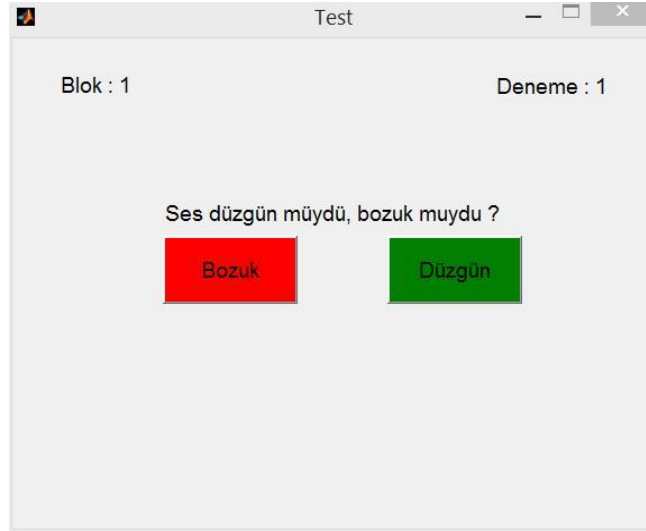 Test
Blok : 1
Deneme : 1
Ses düzgün müydü, bozuk muydu ?
Bozuk
Düzgün